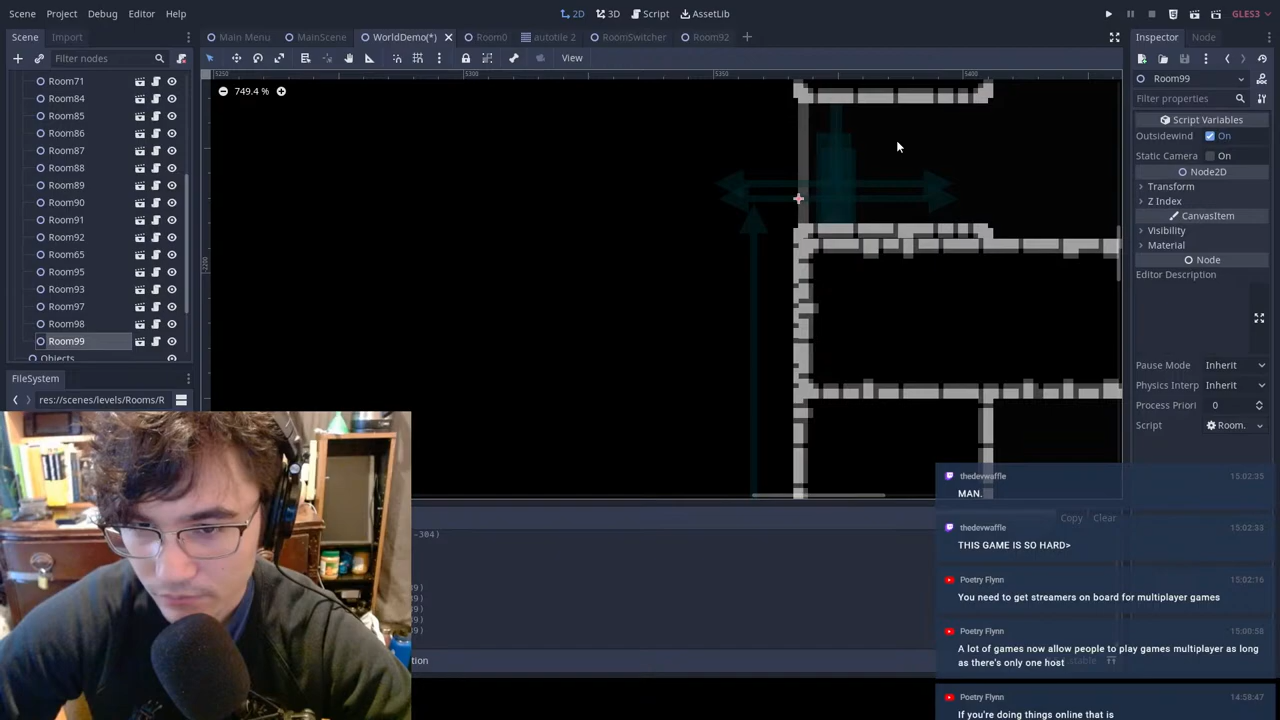 Scene Project Debug Editor Help
2D 3D Script AssetLib
GLES3
Scene Import
Main Menu MainScene WorldDemo(*) Room0 autotile 2 RoomSwitcher Room92
Inspector Node
Filter nodes
View
5250 5300 5350 5400
749.4 %
-2200
Room71
Room84
Room85
Room86
Room87
Room88
Room89
Room90
Room91
Room92
Room65
Room95
Room93
Room97
Room98
Room99
Objects
FileSystem
res://scenes/levels/Rooms/R
Room99
Filter properties
Script Variables
Outsidewind On
Static Camera On
Node2D
Transform
Z Index
CanvasItem
Visibility
Material
Node
Editor Description
Pause Mode Inherit
Physics Interp Inherit
Process Priori 0
Script Room.
-304)
Copy Clear
thedevwaffle 15:02:35
MAN.
thedevwaffle 15:02:33
THIS GAME IS SO HARD>
Poetry Flynn 15:02:16
You need to get streamers on board for multiplayer games
Poetry Flynn 15:00:58
A lot of games now allow people to play games multiplayer as long
as there's only one host
Poetry Flynn 14:58:47
If you're doing things online that is